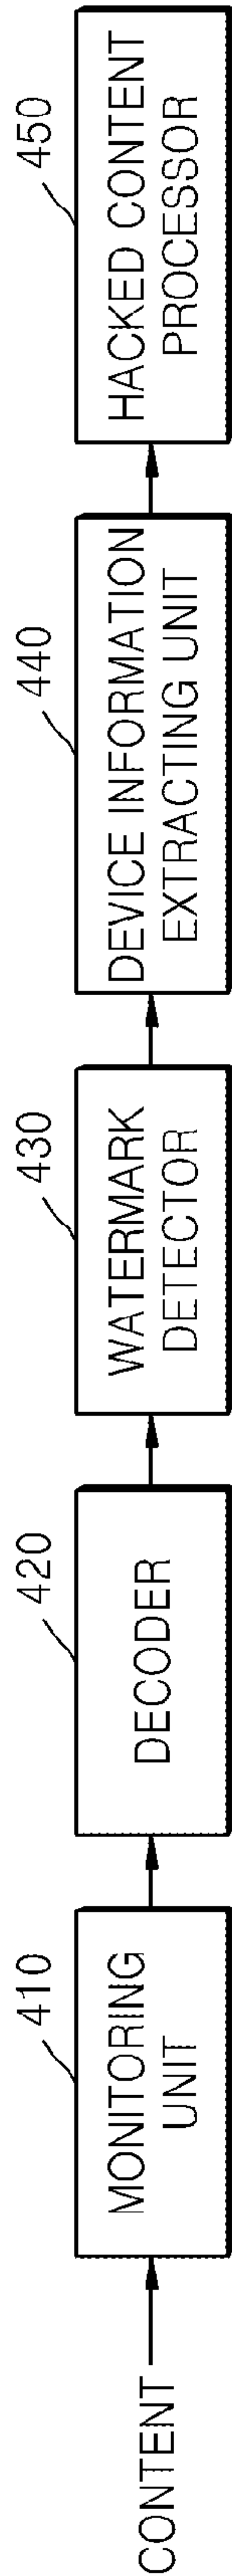 410
420
430
440
450
CONTENT
MONITORING
UNIT
DECODER
WATERMARK
DETECTOR
DEVICE INFORMATION
EXTRACTING UNIT
HACKED CONTENT
PROCESSOR